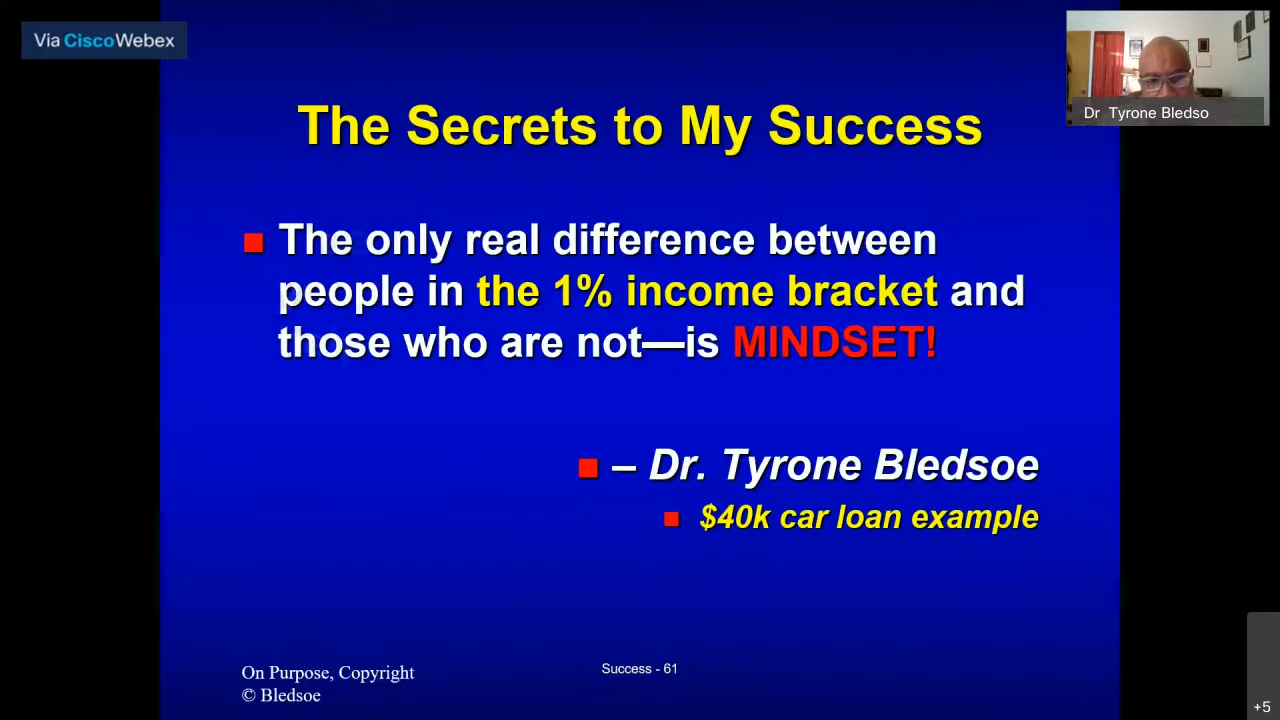 Via CiscoWebex
Dr Tyrone Bledso
The Secrets to My Success
The only real difference between
people in the 1% income bracket and
those who are not—is MINDSET!
– Dr. Tyrone Bledsoe
$40k car loan example
On Purpose, Copyright
© Bledsoe
Success - 61
+5